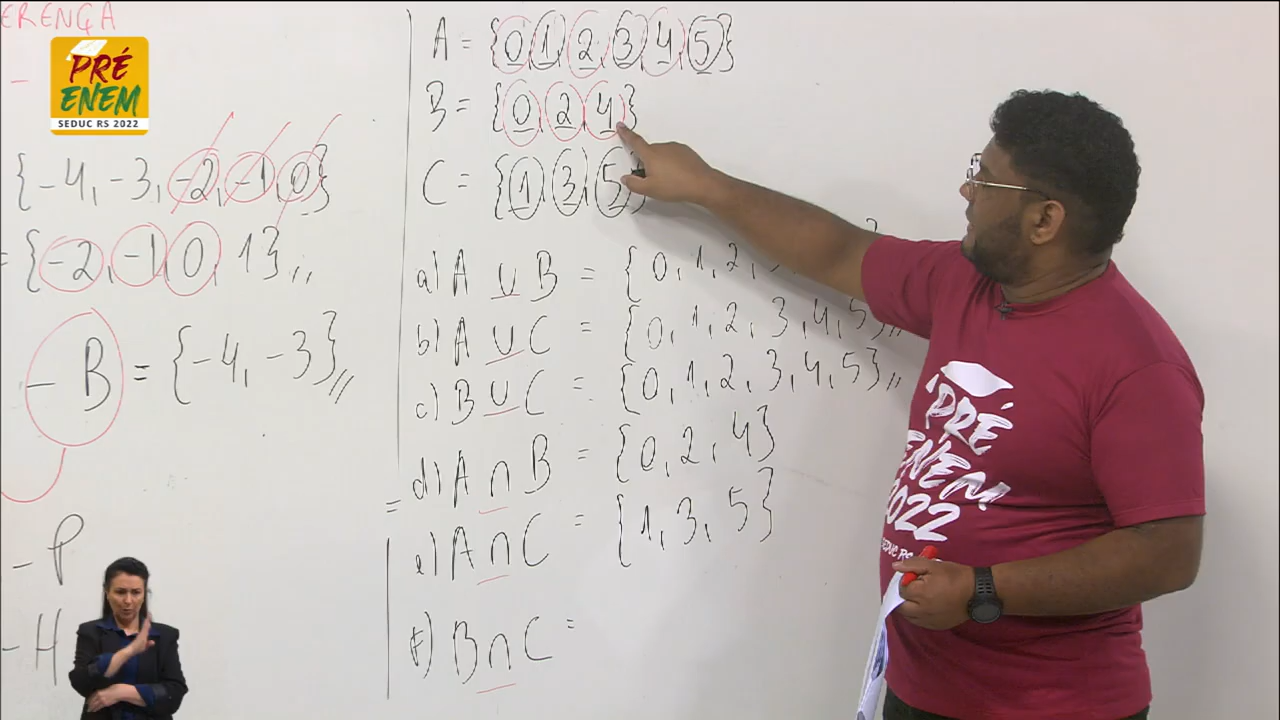 ERENÇA
PRÉ
ENEM
SEDUC RS 2022
{-4, -3, -2, -1, 0}
= {-2, -1, 0, 1},,
- B = {-4, -3},,
- P
- H
A = {0, 1, 2, 3, 4, 5}
B = {0, 2, 4}
C = {1, 3, 5}
a) A ∪ B = {0, 1, 2,
b) A ∪ C = {0, 1, 2, 3, 4, 5},,
c) B ∪ C = {0, 1, 2, 3, 4, 5},,
d) A ∩ B = {0, 2, 4}
e) A ∩ C = {1, 3, 5}
f) B ∩ C =
PRÉ
ENEM
2022
SEDUC RS